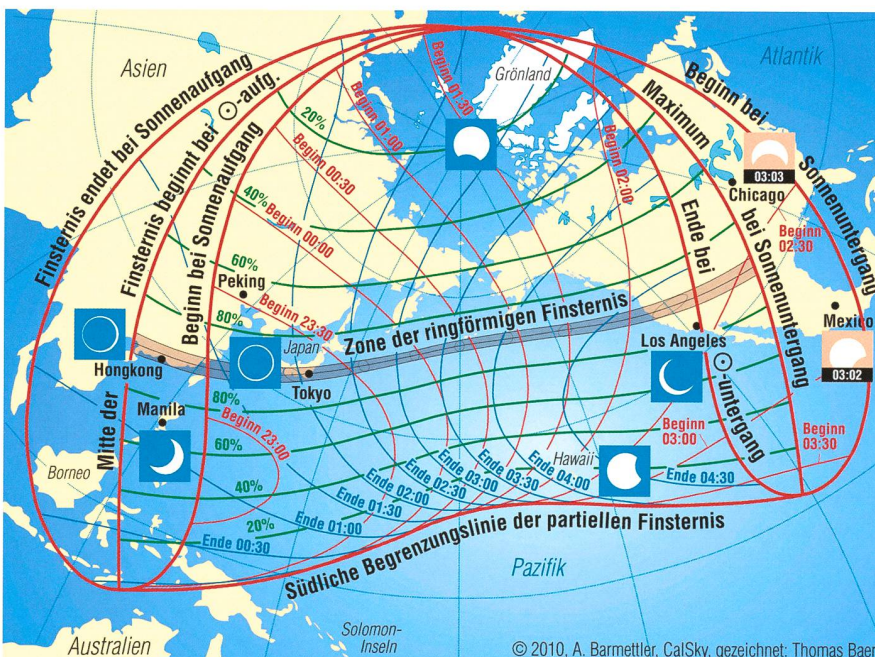 Asien
Grönland
Atlantik
Finsternis endet bei Sonnenaufgang
Finsternis beginnt bei ⊙-aufg.
Beginn bei Sonnenaufgang
Mitte der
Beginn 01:30
Beginn 01:00
Beginn 00:30
Beginn 00:00
Beginn 23:30
Beginn 23:00
Beginn 02:00
20%
40%
60%
80%
Maximum
bei Sonnenuntergang
Beginn bei
Sonnenuntergang
Ende bei
⊙-untergang
03:03
Chicago
Beginn
02:30
Peking
Zone der ringförmigen Finsternis
Japan
Hongkong
Tokyo
Los Angeles
Mexico
03:02
Manila
80%
60%
40%
20%
Borneo
Hawaii
Beginn
03:00
Beginn
03:30
Ende 00:30
Ende 01:00
Ende 01:30
Ende 02:00
Ende 02:30
Ende 03:00
Ende 03:30
Ende 04:00
Ende 04:30
Südliche Begrenzungslinie der partiellen Finsternis
Pazifik
Australien
Solomon-
Inseln
© 2010, A. Barmettler, CalSky, gezeichnet: Thomas Baer